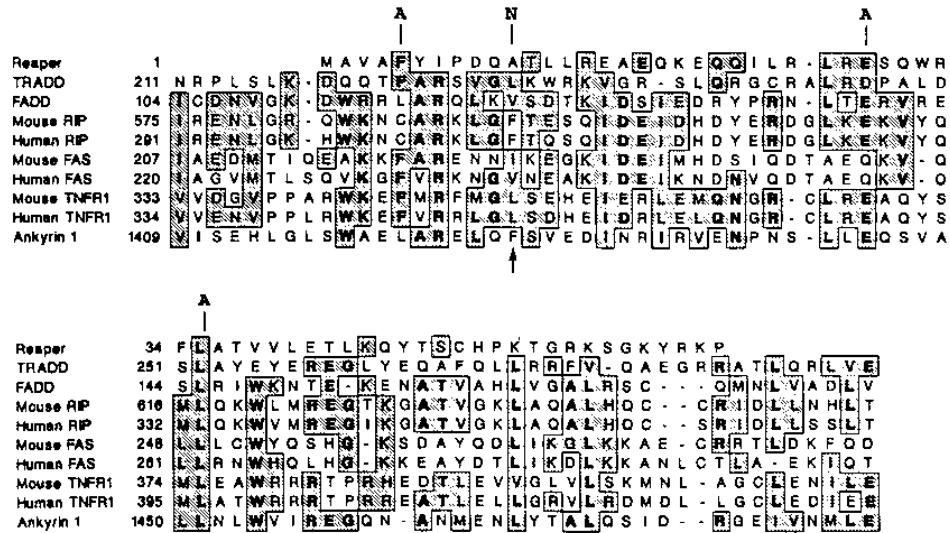 A N A
Reaper 1 M A V A F Y I P D Q A T L L R E A E Q K E Q Q I L R - L R E S Q W R
TRADD 211 N R P L S L K - D Q Q T F A R S V G L K W R K V G R - S L Q R G C R A L R D P A L D
FADD 104 I C D N V G K - D W R R L A R Q L K V S D T K I D S I E D R Y P R N - L T E R V R E
Mouse RIP 575 I R E N L G R - Q W K N C A R K L G F T E S Q I D E I D H D Y E R D G L K E K V Y Q
Human RIP 291 I R E N L G K - H W K N C A R K L G F T Q S Q I D E I D H D Y E R D G L K E K V Y Q
Mouse FAS 207 I A E D M T I Q E A K K F A R E N N I K E G K I D E I M H D S I Q D T A E Q K V - Q
Human FAS 220 I A G V M T L S Q V K G F V R K N G V N E A K I D E I K N D N V Q D T A E Q K V - Q
Mouse TNFR1 333 V V D G V P P A R W K E F M R F M G L S E H E I E R L E M Q N G R - C L R E A Q Y S
Human TNFR1 334 V V E N V P P L R W K E F V R R L G L S D H E I D R L E L Q N G R - C L R E A Q Y S
Ankyrin 1 1409 V I S E H L G L S W A E L A R E L Q F S V E D I N R I R V E N P N S - L L E Q S V A
A
Reaper 34 F L A T V V L E T L K Q Y T S C H P K T G R K S G K Y R K P
TRADD 251 S L A Y E Y E R E G L Y E Q A F Q L L R R F V - Q A E G R R A T L Q R L V E
FADD 144 S L R I W K N T E - K E N A T V A H L V G A L R S C - - Q M N L V A D L V
Mouse RIP 616 M L Q K W L M R E G T K G A T V G K L A Q A L H Q C - - C R I D L L N H L T
Human RIP 332 M L Q K W V M R E G I K G A T V G K L A Q A L H Q C - - S R I D L L S S L T
Mouse FAS 248 L L L C W Y Q S H G - K S D A Y Q D L I K G L K K A E - C R R T L D K F Q D
Human FAS 261 L L R N W H Q L H G - K K E A Y D T L I K D L K K A N L C T L A - E K I Q T
Mouse TNFR1 374 M L E A W R R R T P R H E D T L E V V G L V L S K M N L - A G C L E N I L E
Human TNFR1 395 M L A T W R R R T P R R E A T L E L L G R V L R D M D L - L G C L E D I E E
Ankyrin 1 1450 L L N L W V I R E G Q N - A N M E N L Y T A L Q S I D - - R G E I V N M L E